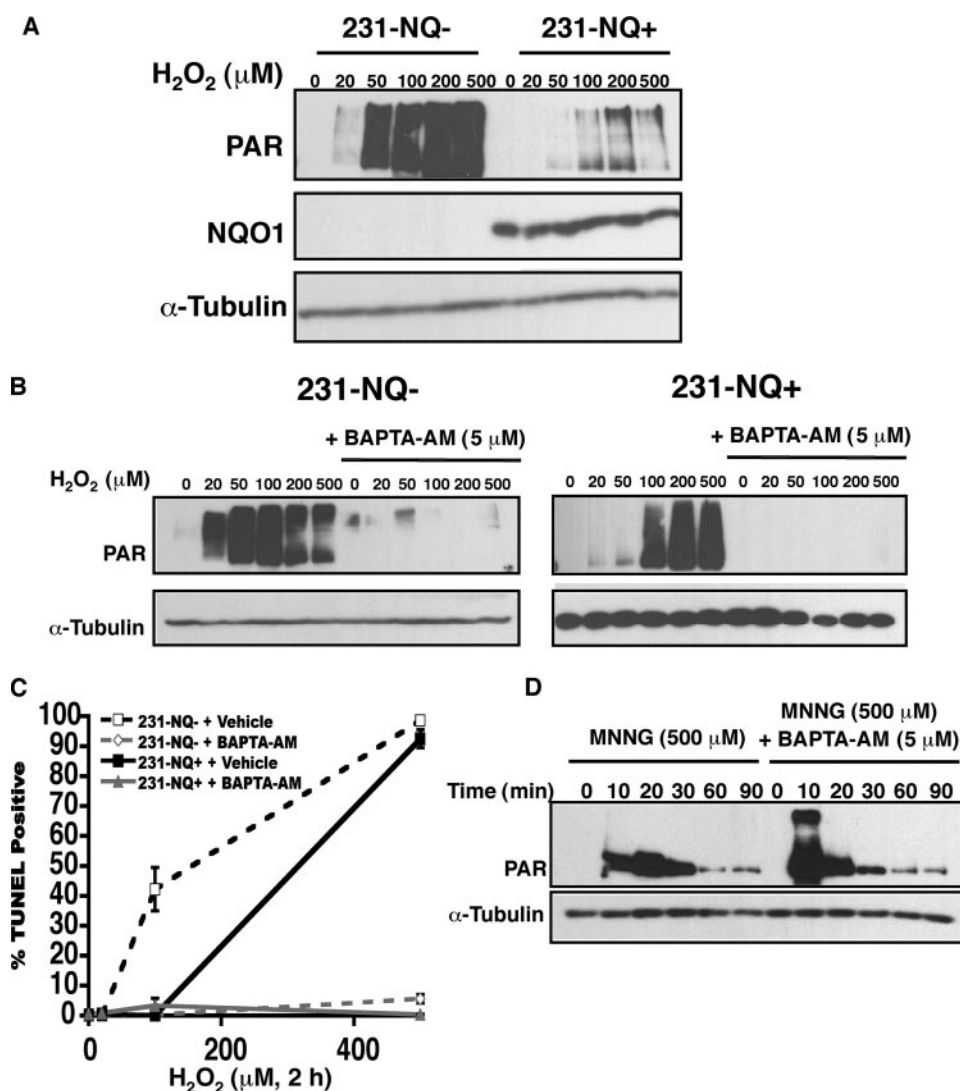 A
231-NQ- 231-NQ+
H₂O₂ (μM) 0 20 50 100 200 500 0 20 50 100 200 500
PAR
NQO1
α-Tubulin
B
231-NQ- 231-NQ+
+ BAPTA-AM (5 μM) + BAPTA-AM (5 μM)
H₂O₂ (μM) 0 20 50 100 200 500 0 20 50 100 200 500 0 20 50 100 200 500 0 20 50 100 200 500
PAR
α-Tubulin
C
100
90
80
70
60
50
40
30
20
10
0
% TUNEL Positive
231-NQ- + Vehicle
231-NQ- + BAPTA-AM
231-NQ+ + Vehicle
231-NQ+ + BAPTA-AM
0 200 400
H₂O₂ (μM, 2 h)
D
MNNG (500 μM)
MNNG (500 μM)
+ BAPTA-AM (5 μM)
Time (min) 0 10 20 30 60 90 0 10 20 30 60 90
PAR
α-Tubulin